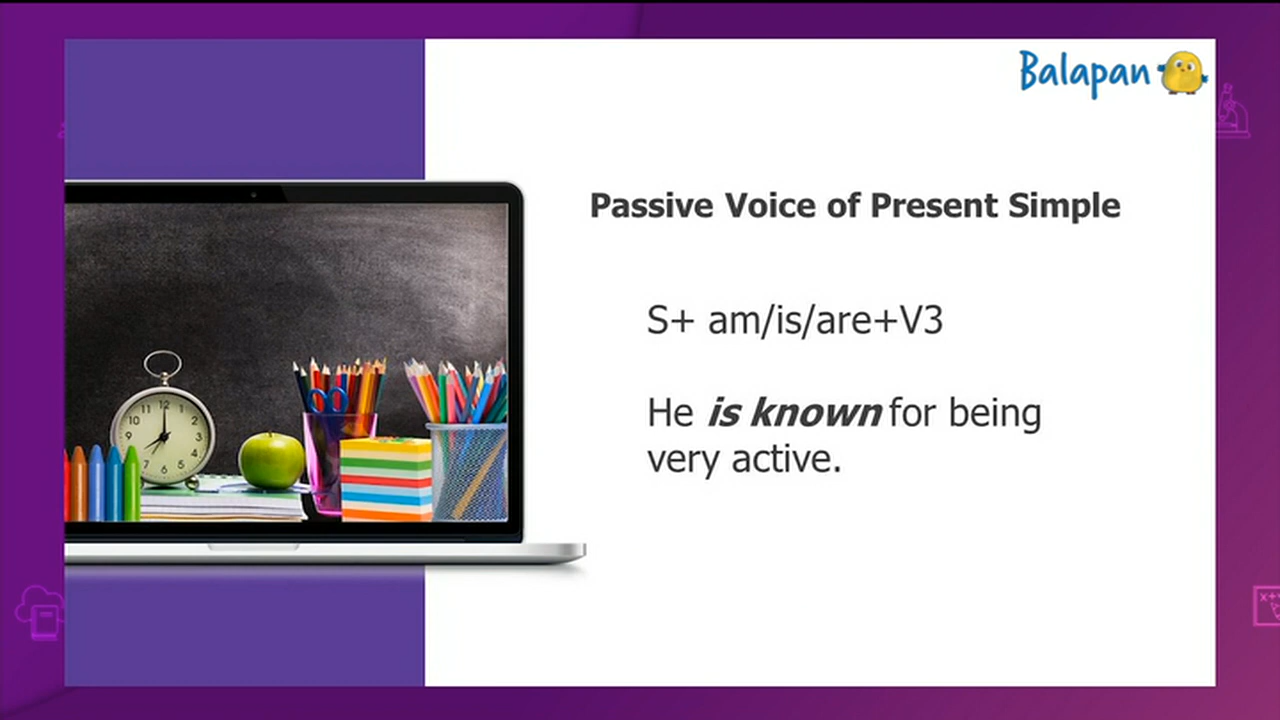 Balapan
Passive Voice of Present Simple
S+ am/is/are+V3
He is known for being
very active.